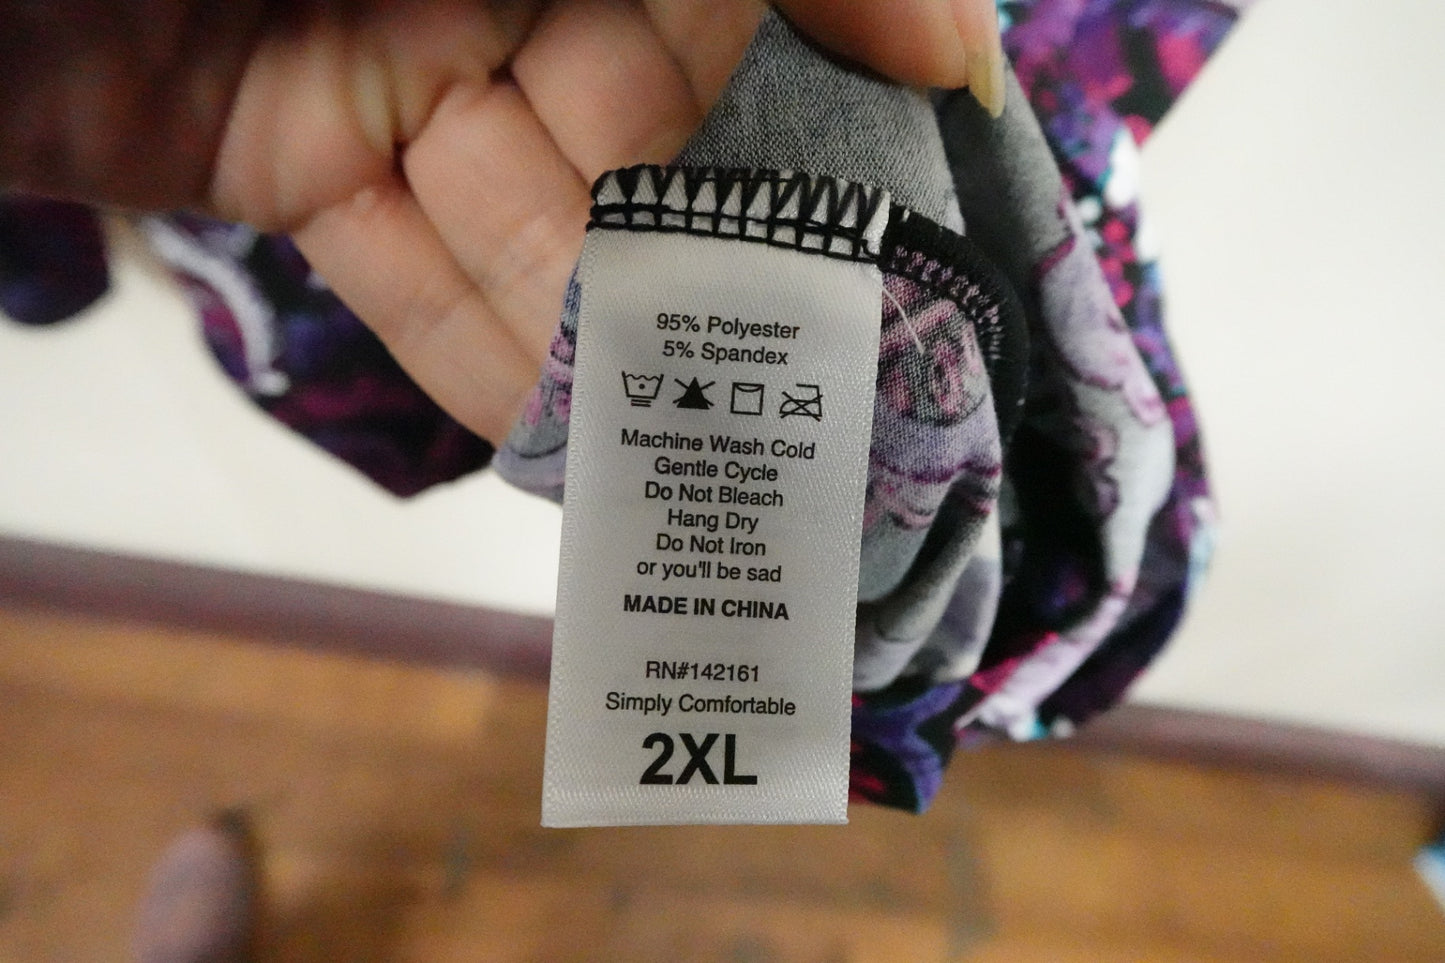 95% Polyester
5% Spandex
Machine Wash Cold
Gentle Cycle
Do Not Bleach
Hang Dry
Do Not Iron
or you'll be sad
MADE IN CHINA
RN#142161
Simply Comfortable
2XL